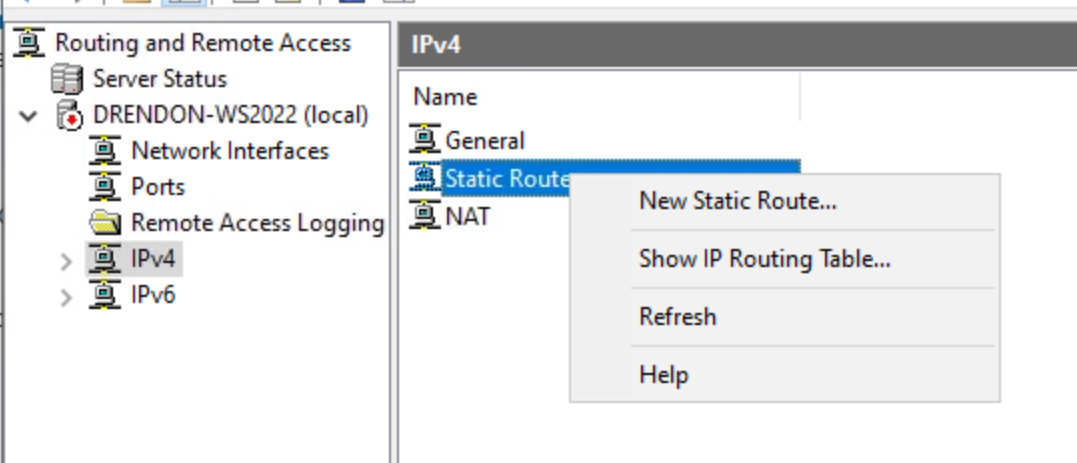 Routing and Remote Access
Server Status
DRENDON-WS2022 (local)
Network Interfaces
Ports
Remote Access Logging
IPv4
IPv6
IPv4
Name
General
Static Route
NAT
New Static Route...
Show IP Routing Table...
Refresh
Help